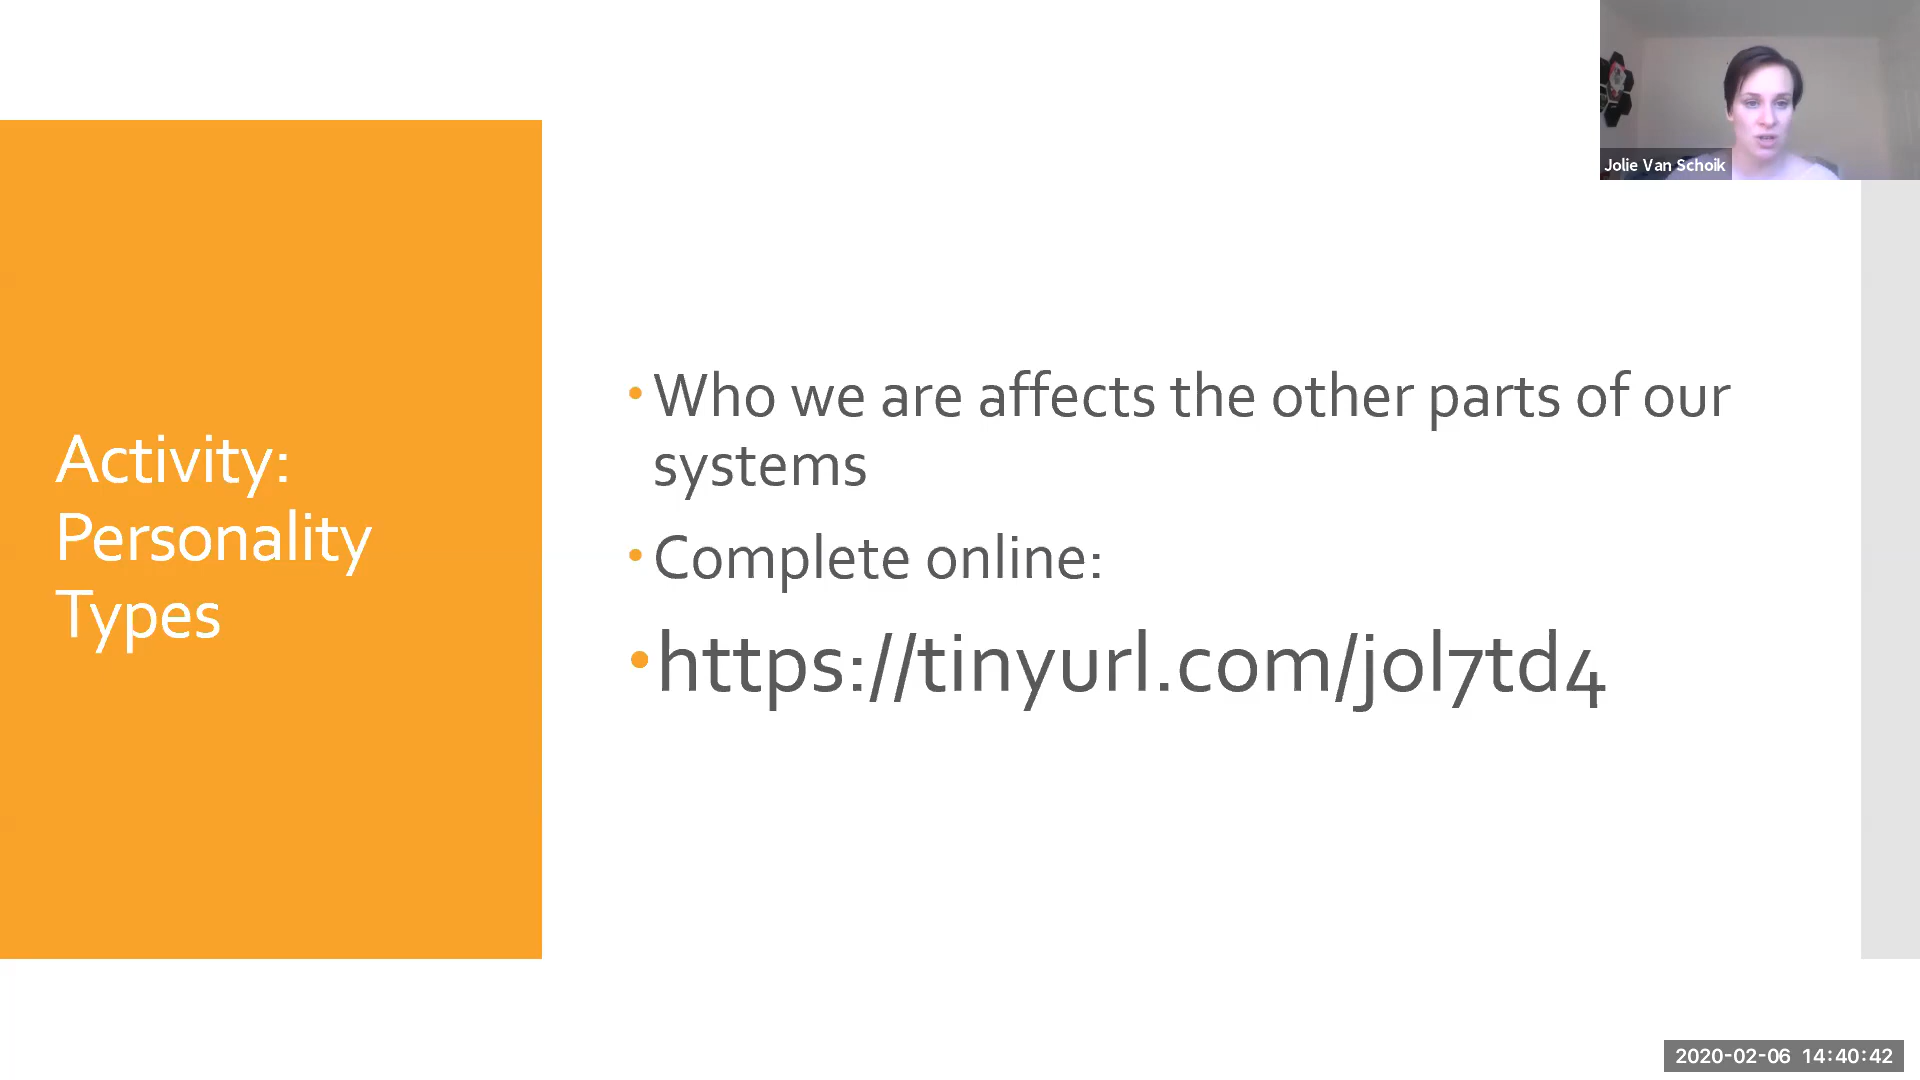 Jolie Van Schoik
Activity:
Personality
Types
• Who we are affects the other parts of our
systems
• Complete online:
• https://tinyurl.com/jol7td4
2020-02-06 14:40:42